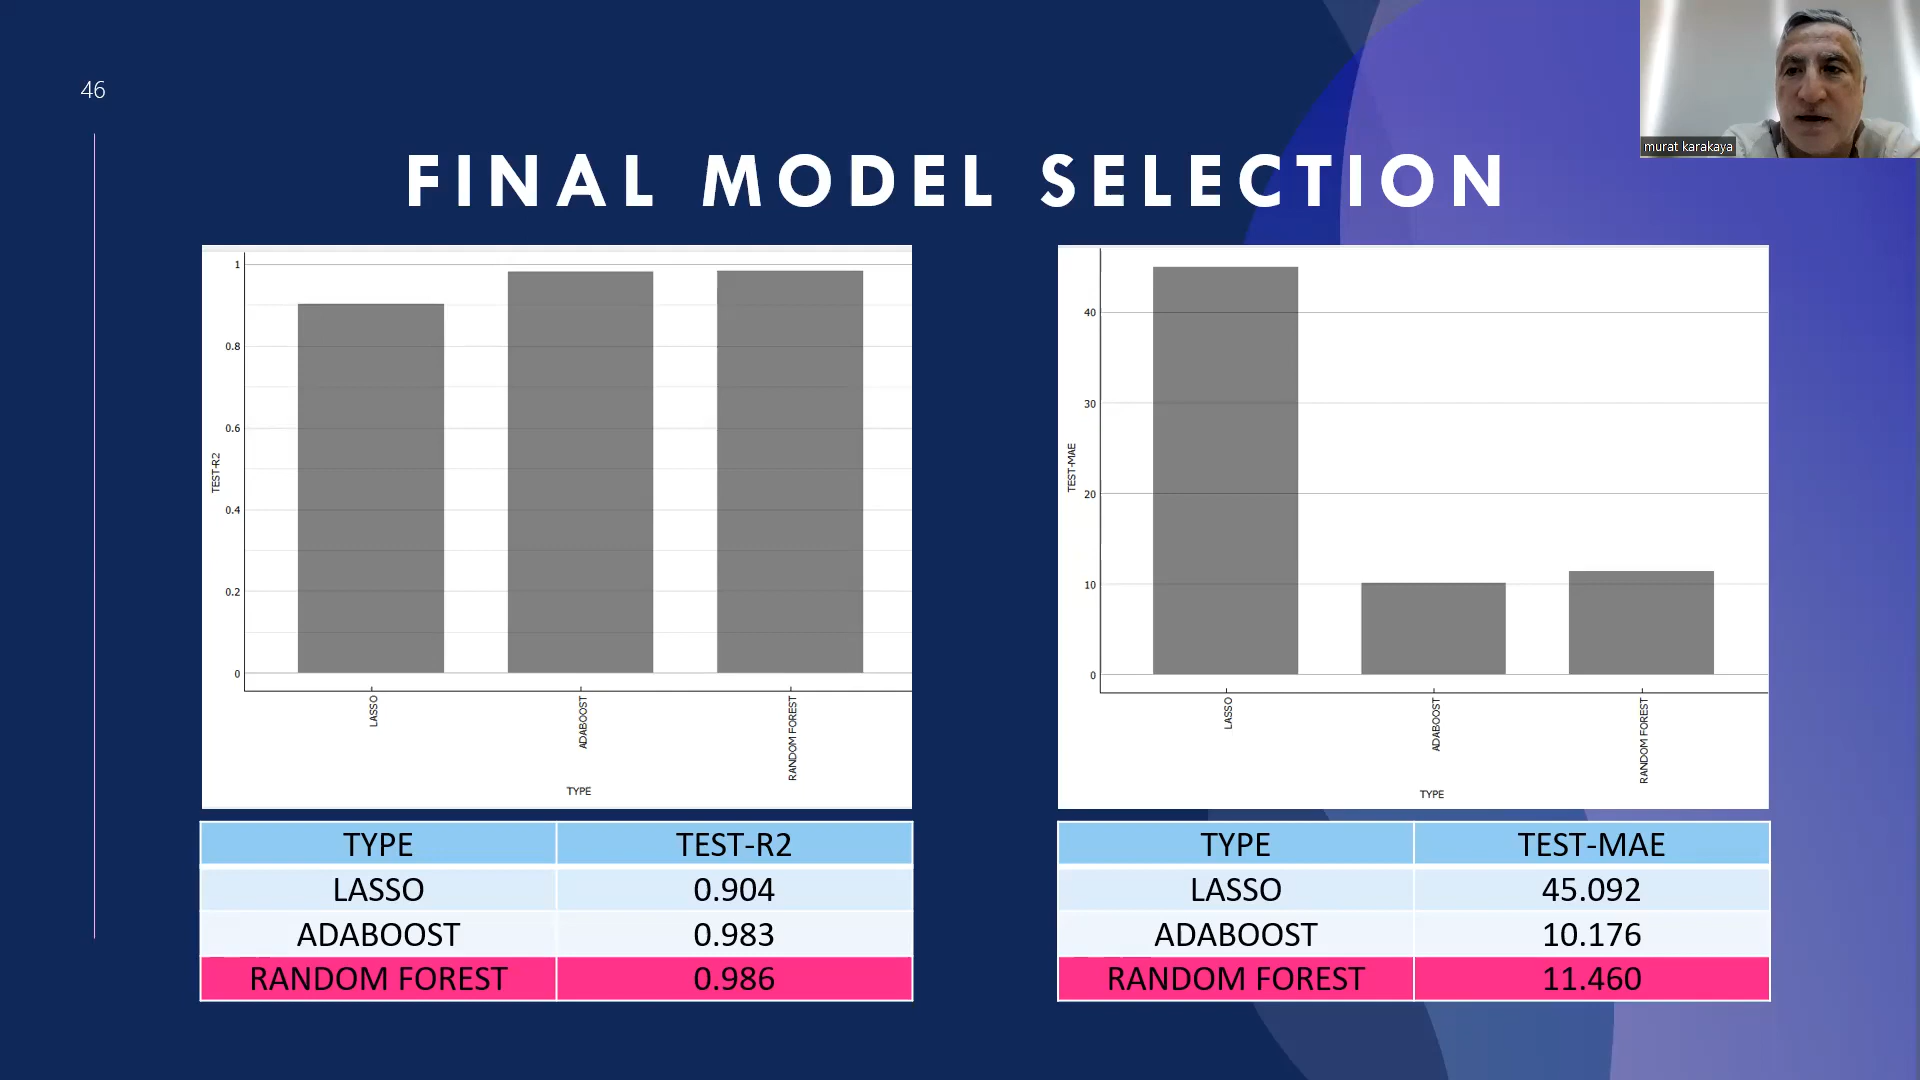 46
murat karakaya
FINAL MODEL SELECTION
1
0.8
0.6
0.4
0.2
0
TEST-R2
LASSO
ADABOOST
RANDOM FOREST
TYPE
40
30
20
10
0
TEST-MAE
LASSO
ADABOOST
RANDOM FOREST
TYPE
TYPE TEST-R2
LASSO 0.904
ADABOOST 0.983
RANDOM FOREST 0.986
TYPE TEST-MAE
LASSO 45.092
ADABOOST 10.176
RANDOM FOREST 11.460